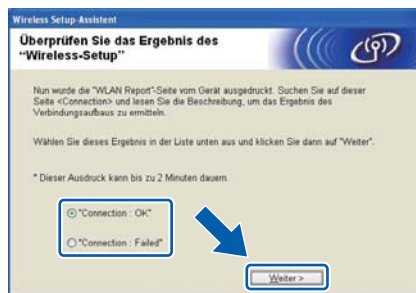 Wireless Setup-Assistent
Überprüfen Sie das Ergebnis des
“Wireless-Setup”
Nun wurde die "WLAN Report"-Seite vom Gerät ausgedruckt. Suchen Sie auf dieser
Seite <Connection> und lesen Sie die Beschreibung, um das Ergebnis des
Verbindungsaufbaus zu ermitteln.
Wählen Sie dieses Ergebnis in der Liste unten aus und klicken Sie dann auf "Weiter".
* Dieser Ausdruck kann bis zu 2 Minuten dauern.
"Connection : OK"
"Connection : Failed"
Weiter >